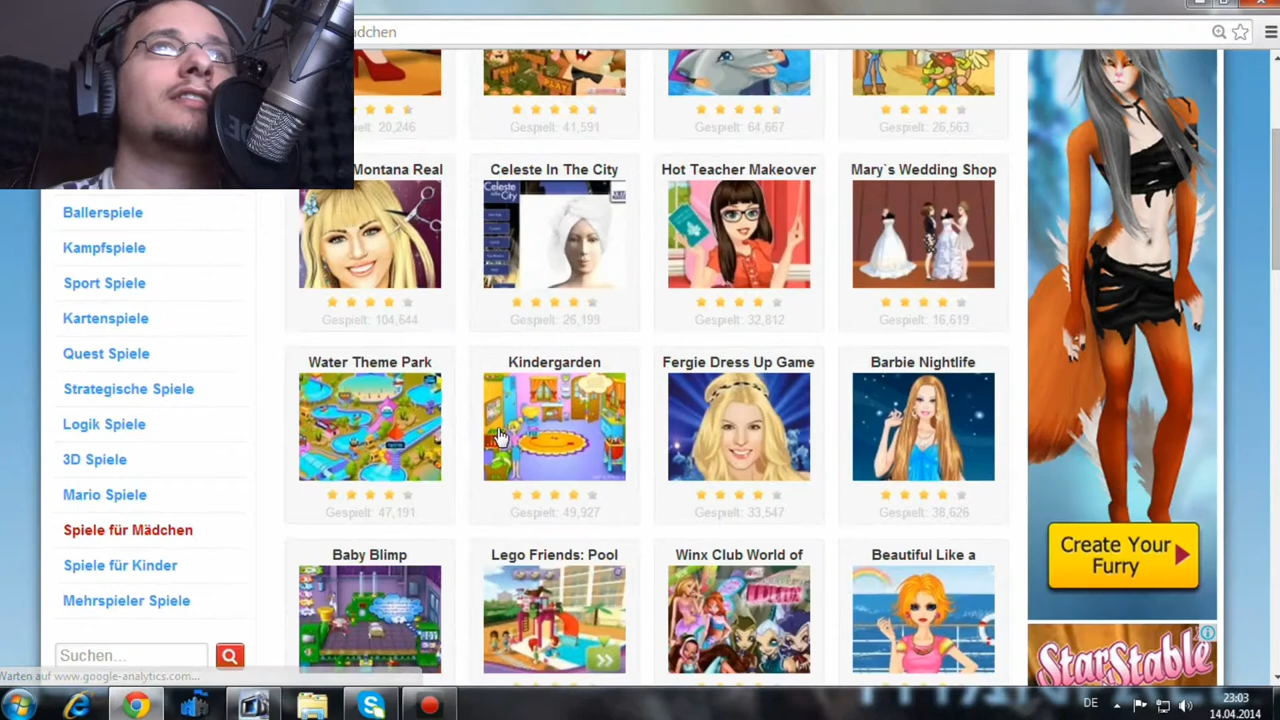 ädchen
Gespielt: 20,246
Gespielt: 41,591
Gespielt: 64,667
Gespielt: 26,563
Montana Real
Celeste In The City
Hot Teacher Makeover
Mary`s Wedding Shop
Celeste
City
Gespielt: 104,644
Gespielt: 26,199
Gespielt: 32,812
Gespielt: 16,619
Water Theme Park
Kindergarden
Fergie Dress Up Game
Barbie Nightlife
Gespielt: 47,191
Gespielt: 49,927
Gespielt: 33,547
Gespielt: 38,626
Baby Blimp
Lego Friends: Pool
Winx Club World of
Beautiful Like a
Ballerspiele
Kampfspiele
Sport Spiele
Kartenspiele
Quest Spiele
Strategische Spiele
Logik Spiele
3D Spiele
Mario Spiele
Spiele für Mädchen
Spiele für Kinder
Mehrspieler Spiele
Suchen...
Create Your
Furry
StarStable
Warten auf www.google-analytics.com...
DE
23:03
14.04.2014